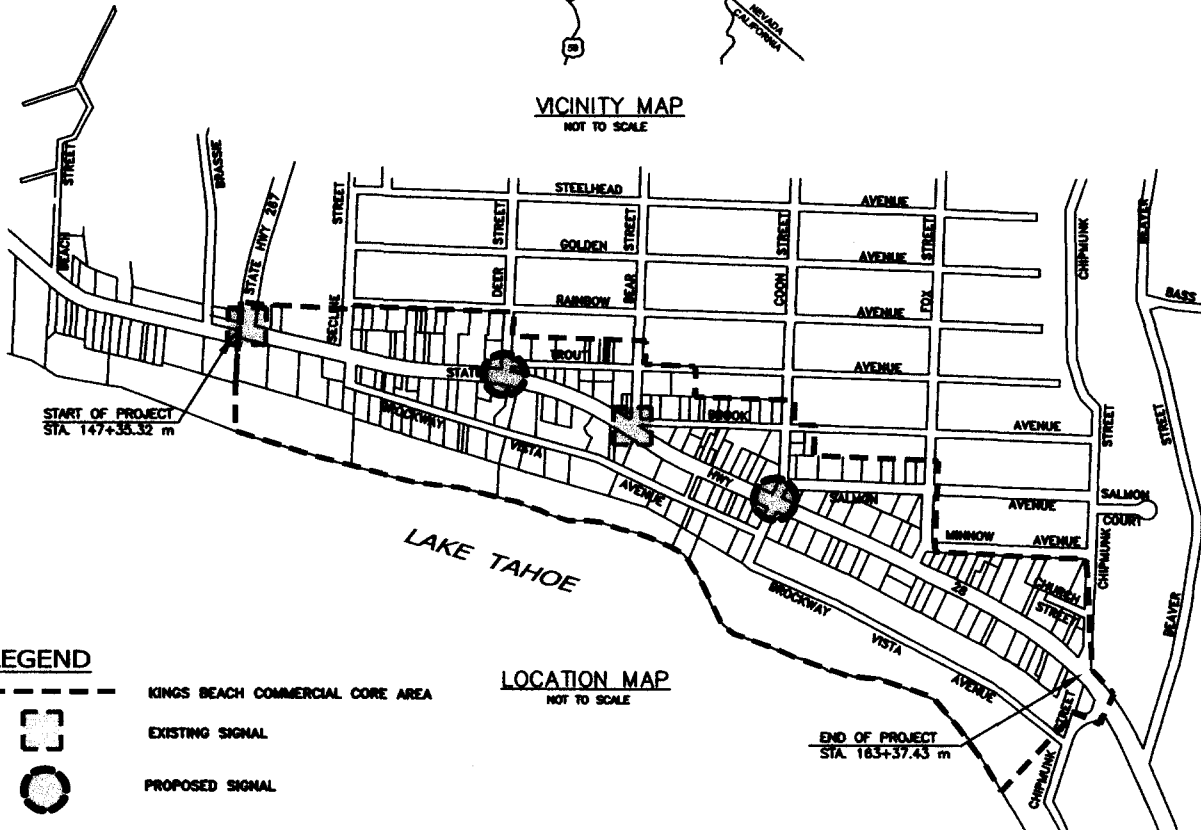 NEVADA
CALIFORNIA
50
VICINITY MAP
NOT TO SCALE
BEACH STREET
BRASSIE
STATE HWY 267
SECLINE STREET
DEER STREET
BEAR STREET
COON STREET
FOX STREET
CHIPMUNK
STREET
BEAVER
STREET
BASS
STEELHEAD AVENUE
GOLDEN AVENUE
RAINBOW AVENUE
TROUT AVENUE
STATE
BROOK AVENUE
HWY
SALMON AVENUE
SALMON COURT
MINNOW AVENUE
CHIPMUNK
28
CHURCH STREET
BEAVER
BROCKWAY VISTA AVENUE
BROCKWAY VISTA AVENUE
CHIPMUNK STREET
START OF PROJECT
STA. 147+35.32 m
LAKE TAHOE
LEGEND
KINGS BEACH COMMERCIAL CORE AREA
EXISTING SIGNAL
PROPOSED SIGNAL
LOCATION MAP
NOT TO SCALE
END OF PROJECT
STA. 163+37.43 m